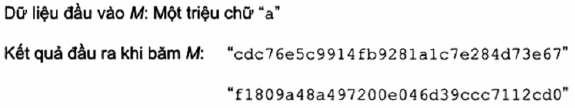 Dữ liệu đầu vào M: Một triệu chữ “a”
Kết quả đầu ra khi băm M: “cdc76e5c9914fb9281a1c7e284d73e67”
“f1809a48a497200e046d39ccc7112cd0”